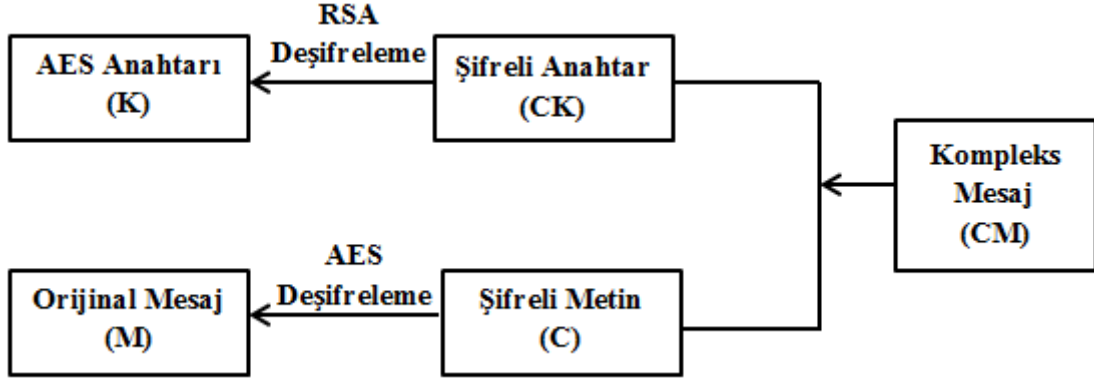 RSA
Deşifreleme
AES Anahtarı
(K)
Şifreli Anahtar
(CK)
Kompleks
Mesaj
(CM)
AES
Deşifreleme
Orijinal Mesaj
(M)
Şifreli Metin
(C)